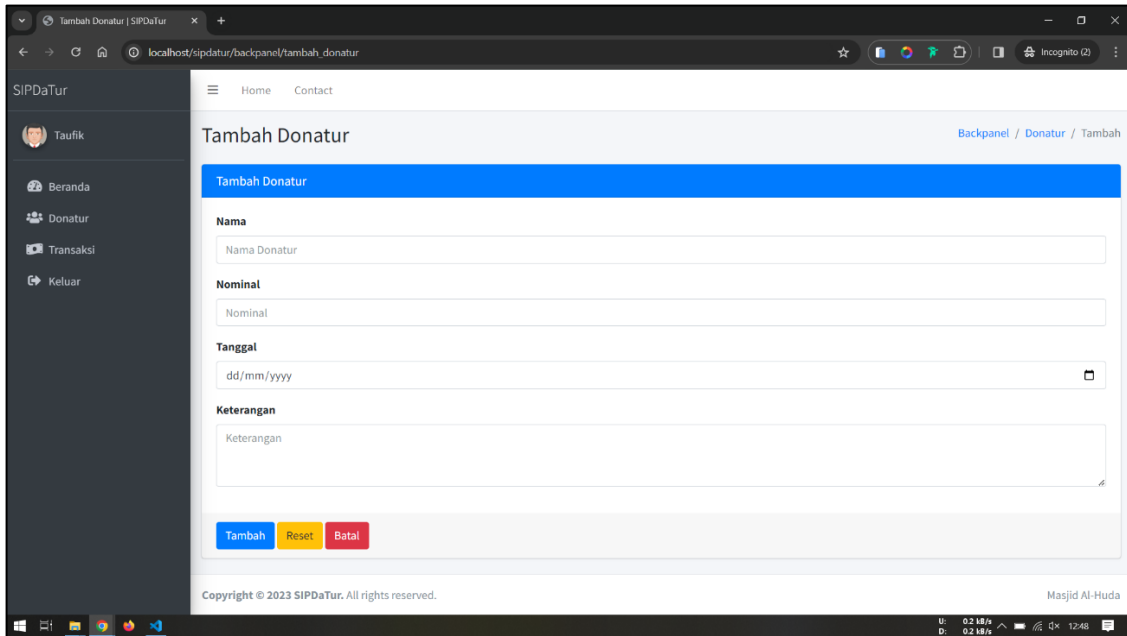 Tambah Donatur | SIPDaTur
localhost/sipdatur/backpanel/tambah_donatur
Incognito (2)
SIPDaTur
Home Contact
Taufik
Tambah Donatur
Backpanel / Donatur / Tambah
Beranda
Donatur
Transaksi
Keluar
Tambah Donatur
Nama
Nama Donatur
Nominal
Nominal
Tanggal
dd/mm/yyyy
Keterangan
Keterangan
Tambah Reset Batal
Copyright © 2023 SIPDaTur. All rights reserved.
Masjid Al-Huda
U: 0.2 kB/s
D: 0.2 kB/s
12:48